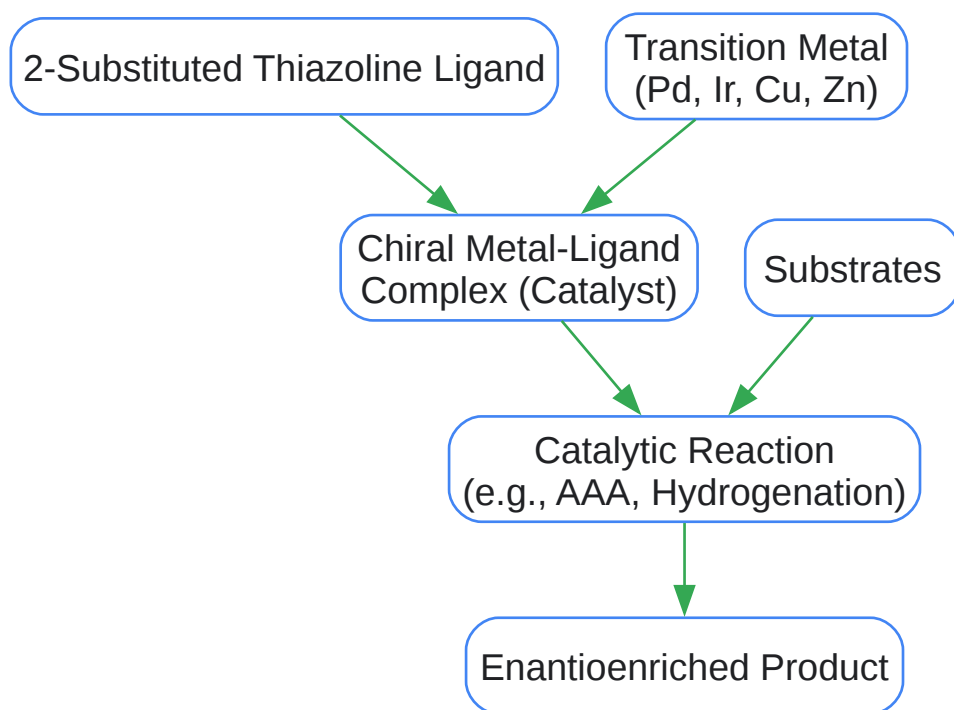 2-Substituted Thiazoline Ligand
Transition Metal
(Pd, Ir, Cu, Zn)
Chiral Metal-Ligand
Complex (Catalyst)
Substrates
Catalytic Reaction
(e.g., AAA, Hydrogenation)
Enantioenriched Product